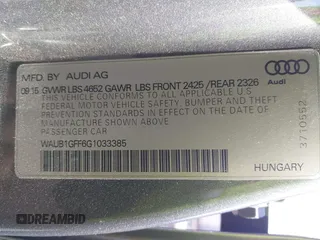 MFD BY AUDI AG
09 15 GVWR LBS 4662 GAWR LBS FRONT 2425 /REAR 2326
THIS VEHICLE CONFORMS TO ALL APPLICABLE U S
FEDERAL MOTOR VEHICLE SAFETY, BUMPER AND THEFT
PREVENTION STANDARDS IN EFFECT ON THE DATE OF
MANUFACTURE SHOWN ABOVE
PASSENGER CAR
WAUB1GFF6G1033385
Audi
3710552
HUNGARY
DREAMBID